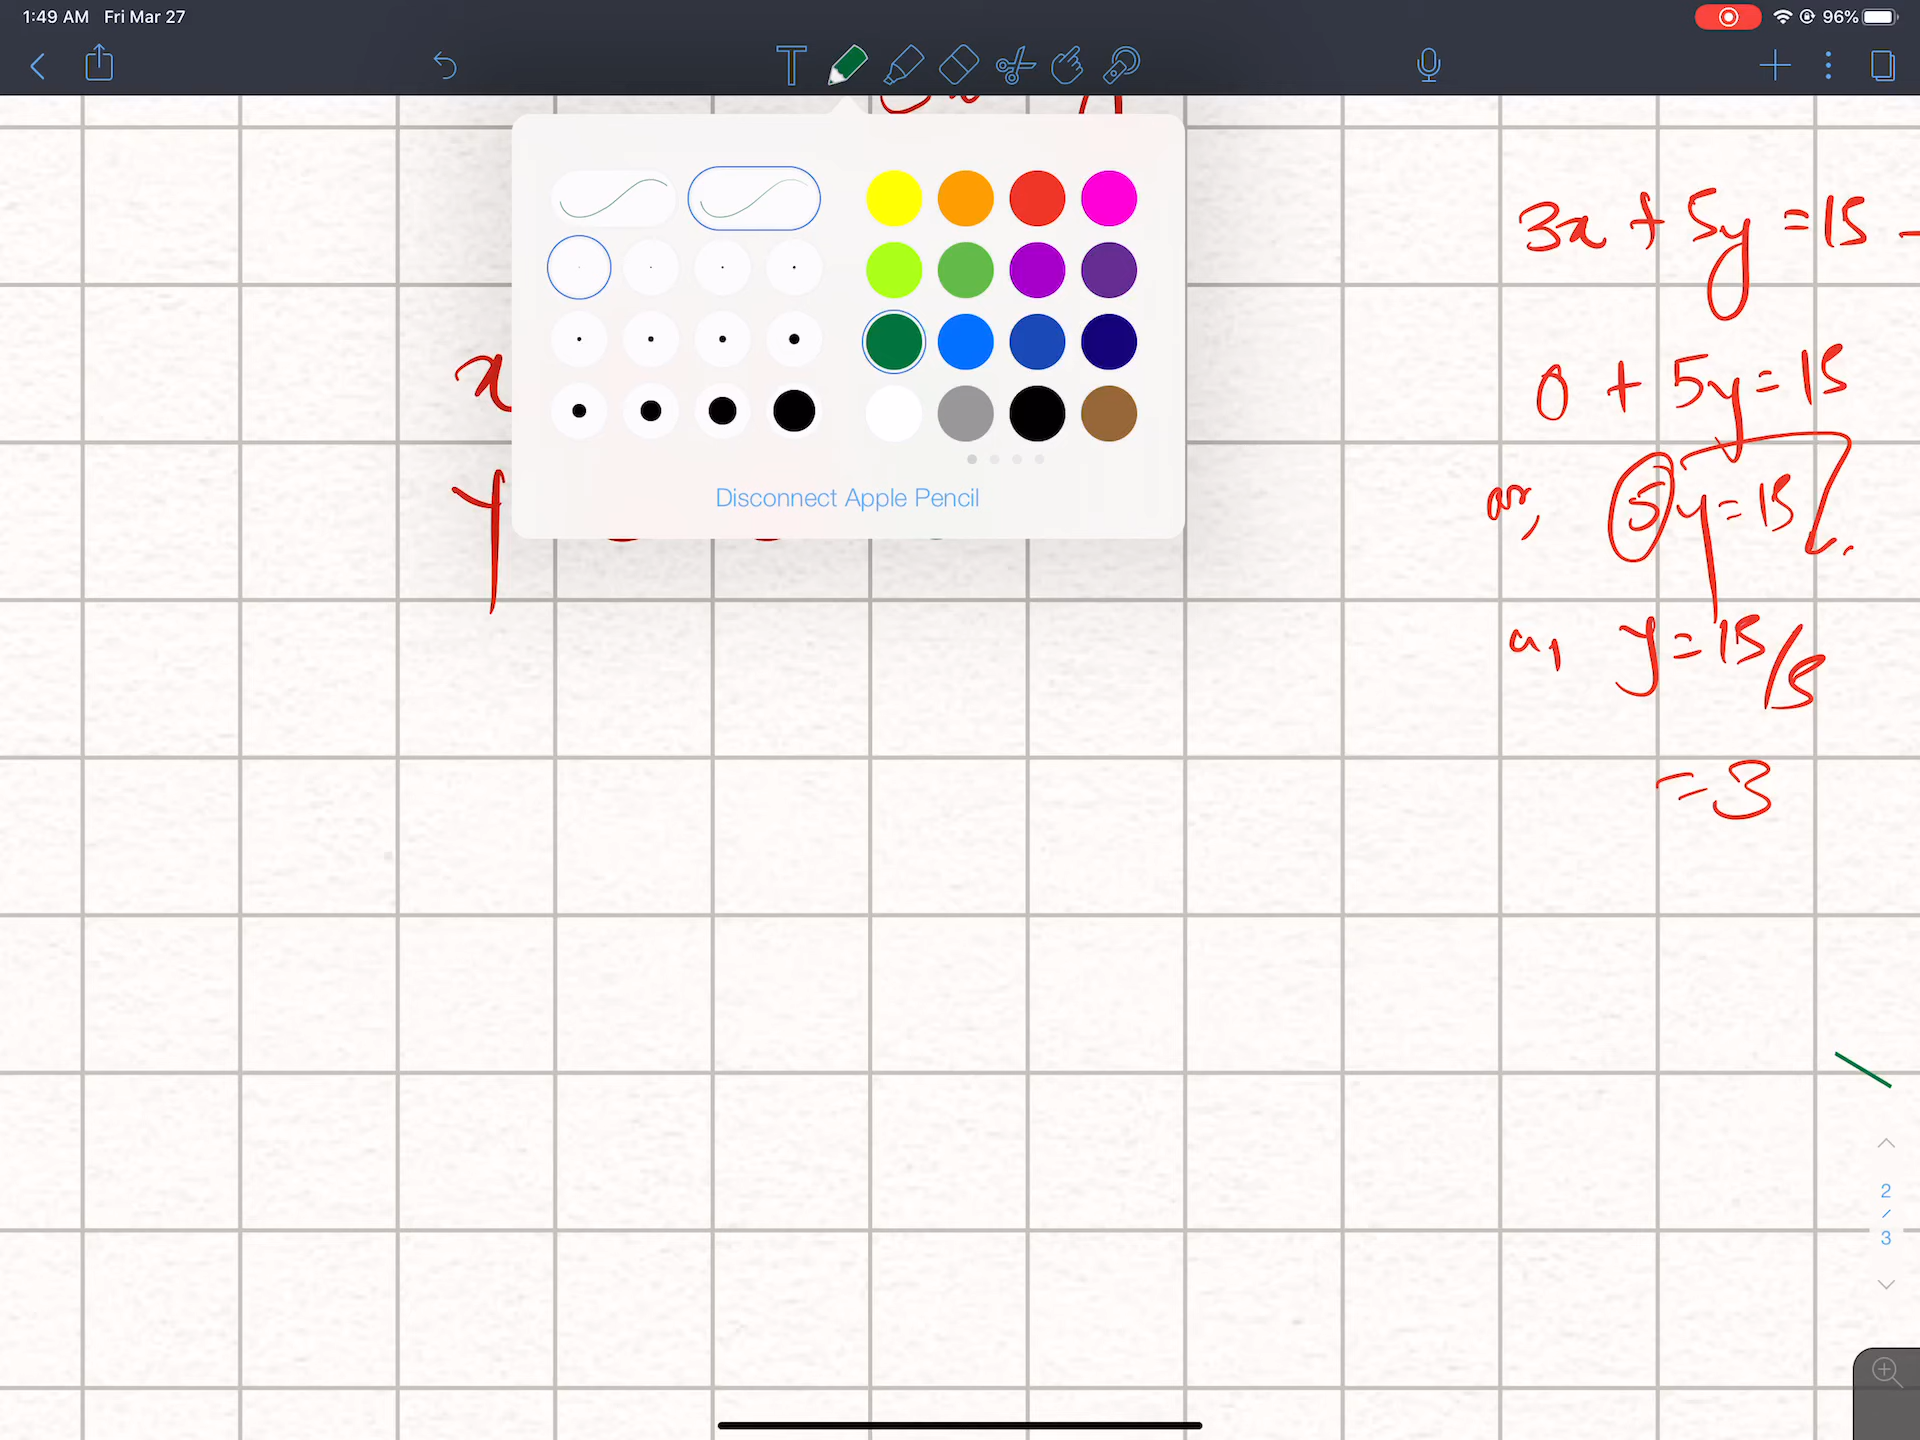 1:49 AM Fri Mar 27
96%
3x + 5y = 15 -
x
0 + 5y = 15
y
Disconnect Apple Pencil
or, 5y = 15
y = 15/5
= 3
2
/
3